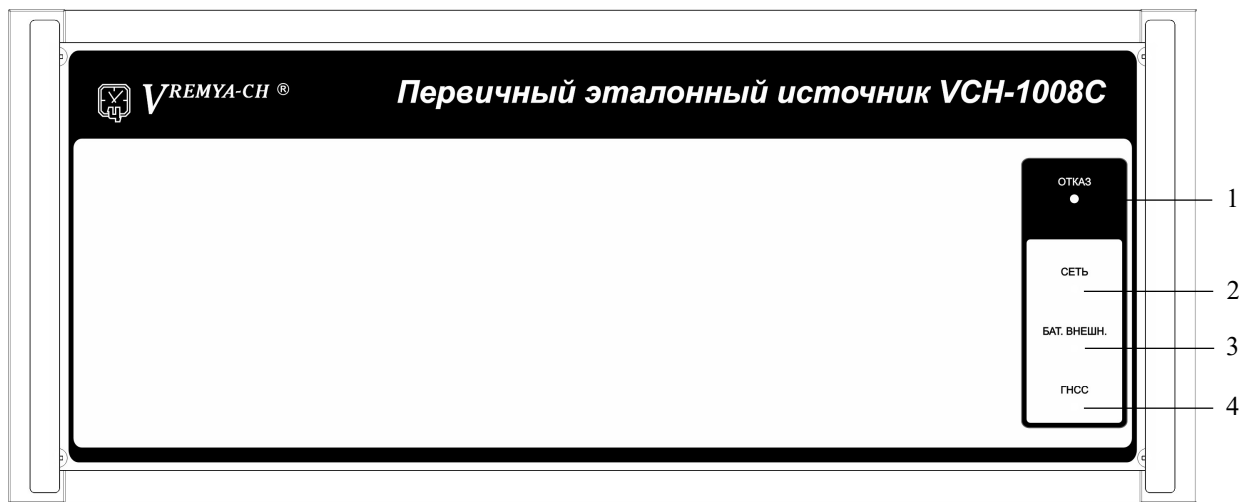 VREMYA-CH ®
Первичный эталонный источник VCH-1008C
ОТКАЗ
1
СЕТЬ
2
БАТ. ВНЕШН.
3
ГНСС
4